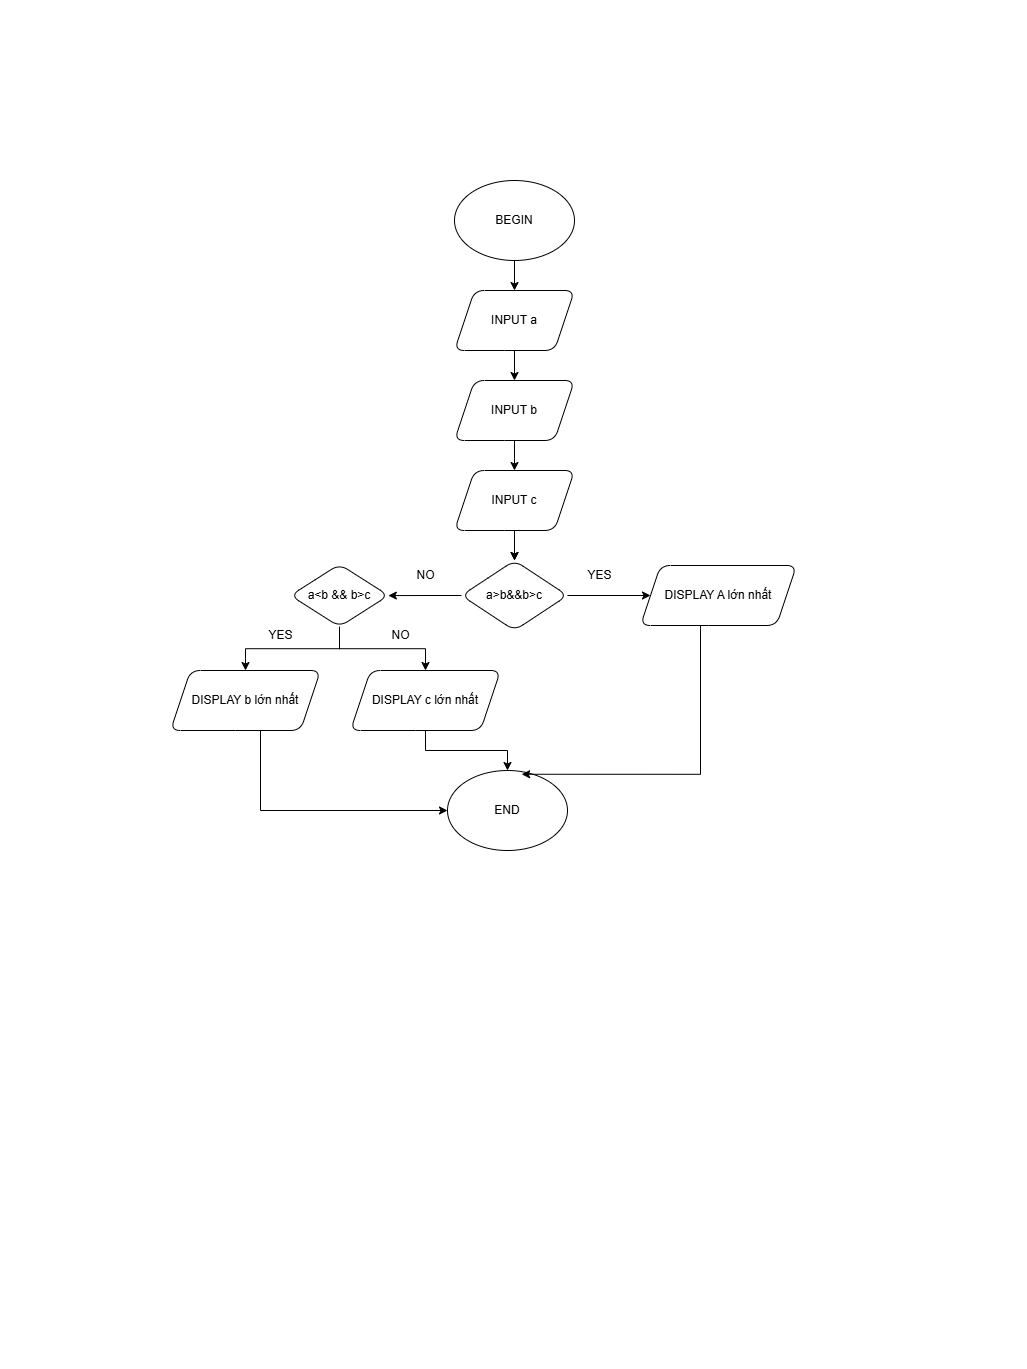 BEGIN
INPUT a
INPUT b
INPUT c
NO
YES
a<b && b>c
a>b&&b>c
DISPLAY A lớn nhất
YES
NO
DISPLAY b lớn nhất
DISPLAY c lớn nhất
END